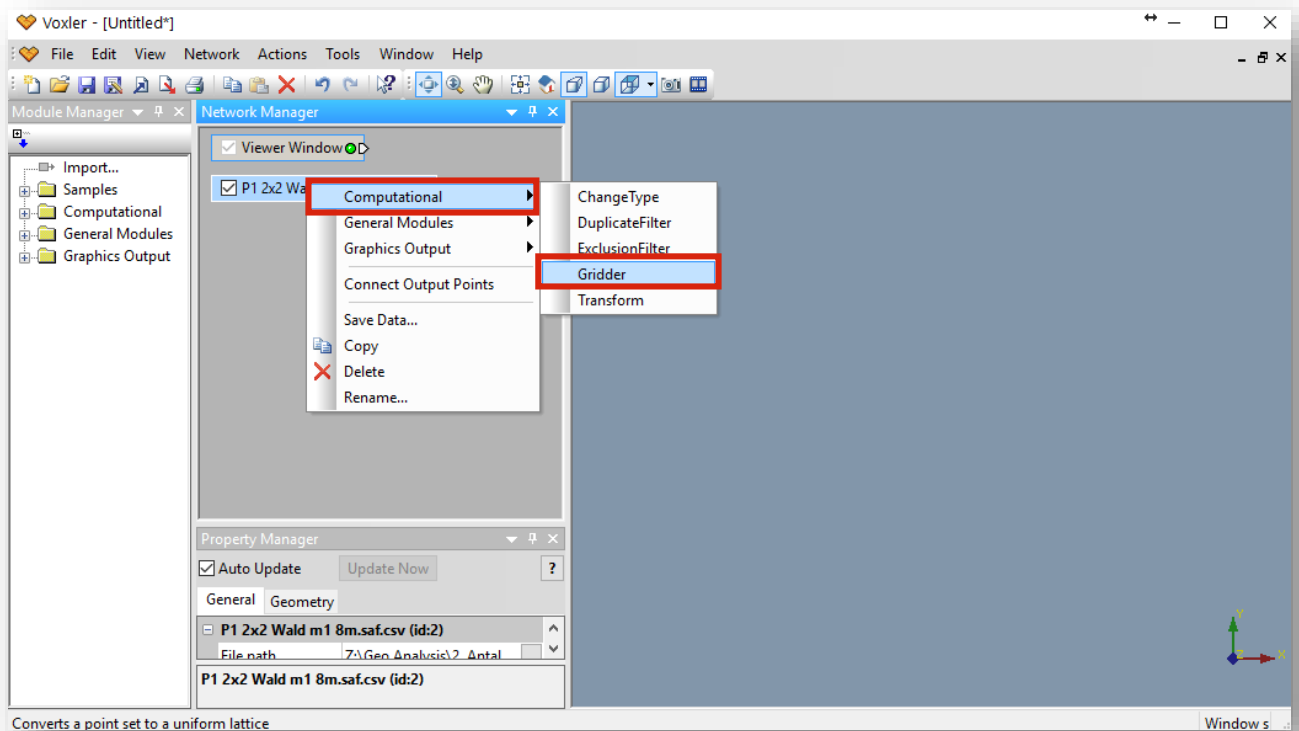 Voxler - [Untitled*]
File Edit View Network Actions Tools Window Help
Module Manager
Network Manager
Import...
Samples
Computational
General Modules
Graphics Output
Viewer Window
P1 2x2 Wa
Computational
General Modules
Graphics Output
Connect Output Points
Save Data...
Copy
Delete
Rename...
ChangeType
DuplicateFilter
ExclusionFilter
Gridder
Transform
Property Manager
Auto Update Update Now ?
General Geometry
P1 2x2 Wald m1 8m.saf.csv (id:2)
File path Z:\Geo Analysis\2_Antal
P1 2x2 Wald m1 8m.saf.csv (id:2)
Y
Z X
Converts a point set to a uniform lattice
Window s